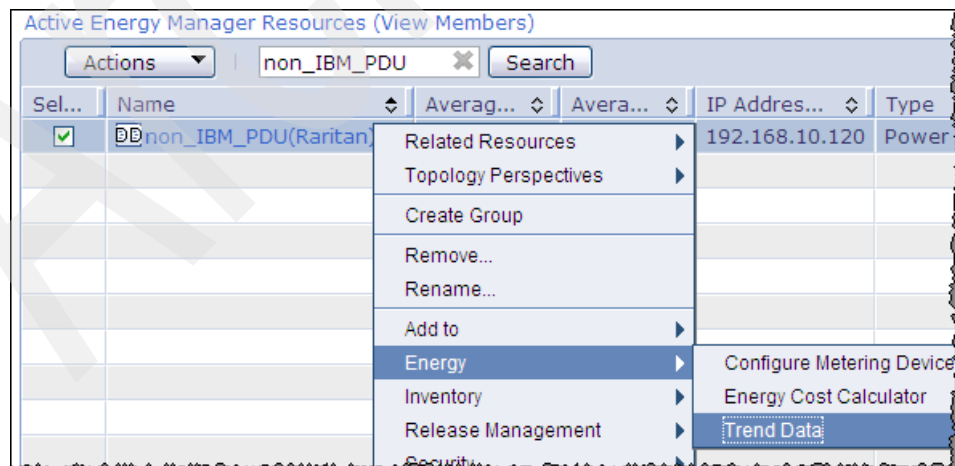 Active Energy Manager Resources (View Members)
Actions non_IBM_PDU Search
Sel... Name Averag... Avera... IP Addres... Type
non_IBM_PDU(Raritan) 192.168.10.120 Power
Related Resources
Topology Perspectives
Create Group
Remove...
Rename...
Add to
Energy
Configure Metering Device
Inventory
Energy Cost Calculator
Release Management
Trend Data
Security